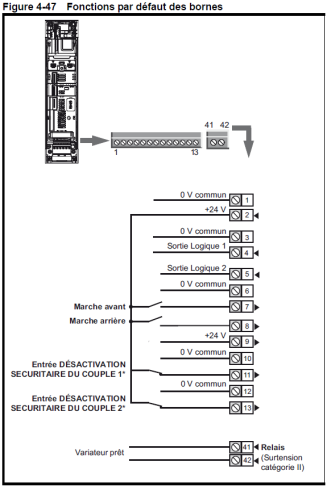 Figure 4-47 Fonctions par défaut des bornes
41 42
1 13
0 V commun 1
+24 V 2
0 V commun 3
Sortie Logique 1 4
Sortie Logique 2 5
0 V commun 6
Marche avant 7
Marche arrière 8
+24 V 9
0 V commun 10
Entrée DÉSACTIVATION
SECURITAIRE DU COUPLE 1* 11
0 V commun 12
Entrée DÉSACTIVATION
SECURITAIRE DU COUPLE 2* 13
Variateur prêt
41 Relais
42 (Surtension
catégorie II)